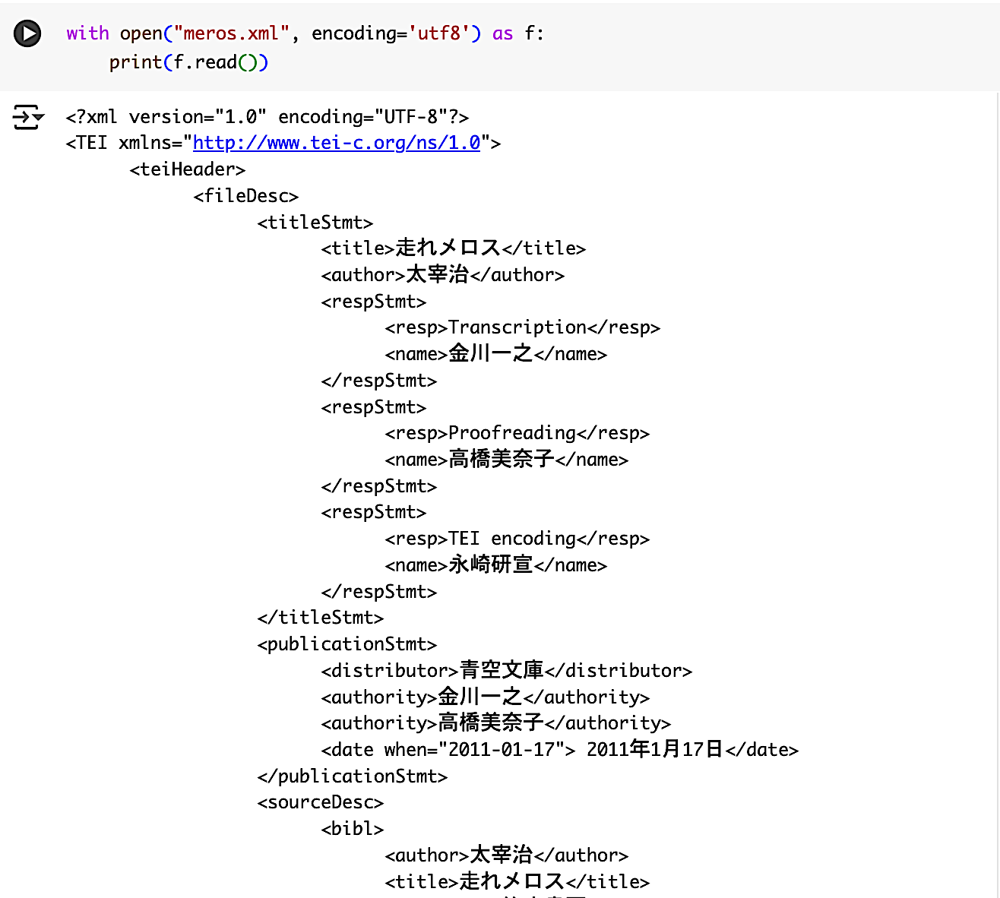 with open("meros.xml", encoding='utf8') as f:
    print(f.read())
<?xml version="1.0" encoding="UTF-8"?>
<TEI xmlns="http://www.tei-c.org/ns/1.0">
      <teiHeader>
            <fileDesc>
                  <titleStmt>
                        <title>走れメロス</title>
                        <author>太宰治</author>
                        <respStmt>
                              <resp>Transcription</resp>
                              <name>金川一之</name>
                        </respStmt>
                        <respStmt>
                              <resp>Proofreading</resp>
                              <name>高橋美奈子</name>
                        </respStmt>
                        <respStmt>
                              <resp>TEI encoding</resp>
                              <name>永崎研宣</name>
                        </respStmt>
                  </titleStmt>
                  <publicationStmt>
                        <distributor>青空文庫</distributor>
                        <authority>金川一之</authority>
                        <authority>高橋美奈子</authority>
                        <date when="2011-01-17"> 2011年1月17日</date>
                  </publicationStmt>
                  <sourceDesc>
                        <bibl>
                              <author>太宰治</author>
                              <title>走れメロス</title>